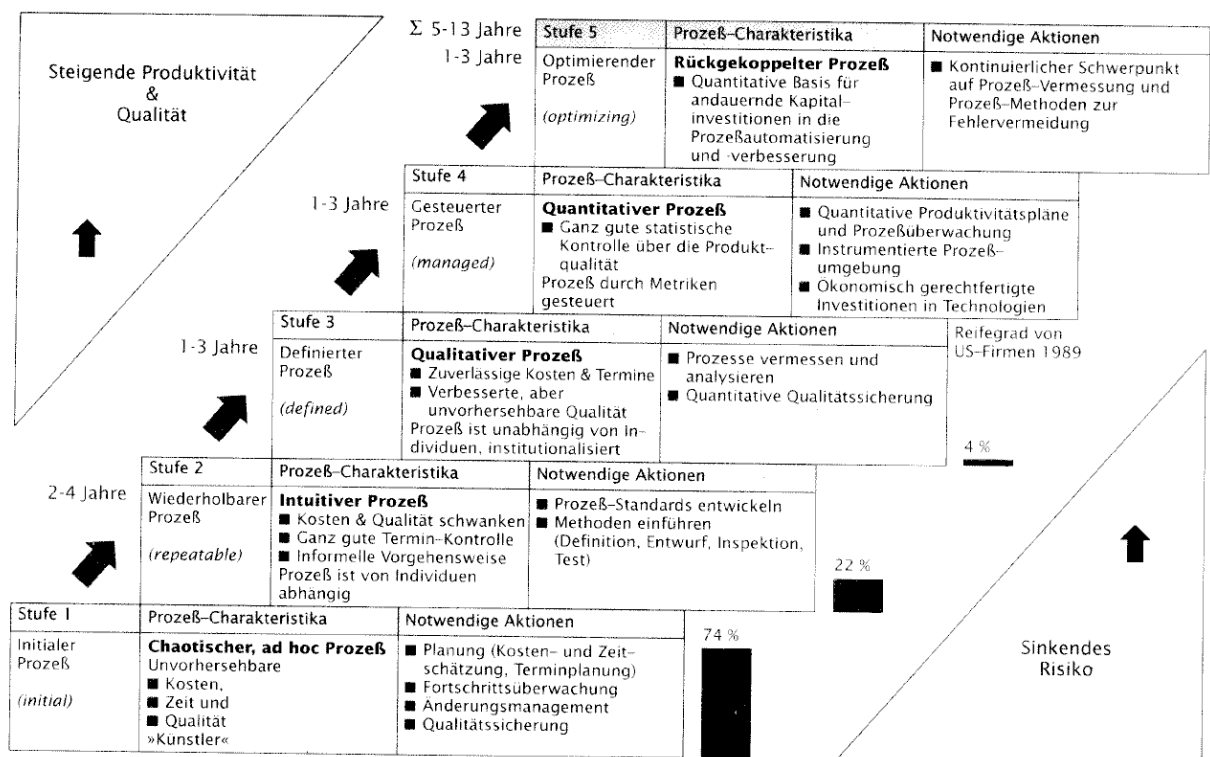 Steigende Produktivität
&
Qualität
Σ 5-13 Jahre
1-3 Jahre
Stufe 5
Optimierender
Prozeß
(optimizing)
Prozeß-Charakteristika
Rückgekoppelter Prozeß
■ Quantitative Basis für
andauernde Kapital-
investitionen in die
Prozeßautomatisierung
und -verbesserung
Notwendige Aktionen
■ Kontinuierlicher Schwerpunkt
auf Prozeß-Vermessung und
Prozeß-Methoden zur
Fehlervermeidung
1-3 Jahre
Stufe 4
Gesteuerter
Prozeß
(managed)
Prozeß-Charakteristika
Quantitativer Prozeß
■ Ganz gute statistische
Kontrolle über die Produkt-
qualität
Prozeß durch Metriken
gesteuert
Notwendige Aktionen
■ Quantitative Produktivitätspläne
und Prozeßüberwachung
■ Instrumentierte Prozeß-
umgebung
■ Ökonomisch gerechtfertigte
Investitionen in Technologien
1-3 Jahre
Stufe 3
Definierter
Prozeß
(defined)
Prozeß-Charakteristika
Qualitativer Prozeß
■ Zuverlässige Kosten & Termine
■ Verbesserte, aber
unvorhersehbare Qualität
Prozeß ist unabhängig von In-
dividuen, institutionalisiert
Notwendige Aktionen
■ Prozesse vermessen und
analysieren
■ Quantitative Qualitätssicherung
Reifegrad von
US-Firmen 1989
4 %
2-4 Jahre
Stufe 2
Wiederholbarer
Prozeß
(repeatable)
Prozeß-Charakteristika
Intuitiver Prozeß
■ Kosten & Qualität schwanken
■ Ganz gute Termin-Kontrolle
■ Informelle Vorgehensweise
Prozeß ist von Individuen
abhängig
Notwendige Aktionen
■ Prozeß-Standards entwickeln
■ Methoden einführen
(Definition, Entwurf, Inspektion,
Test)
22 %
Stufe 1
Initialer
Prozeß
(initial)
Prozeß-Charakteristika
Chaotischer, ad hoc Prozeß
Unvorhersehbare
■ Kosten,
■ Zeit und
■ Qualität
»Künstler«
Notwendige Aktionen
■ Planung (Kosten- und Zeit-
schätzung, Terminplanung)
■ Fortschrittsüberwachung
■ Änderungsmanagement
■ Qualitätssicherung
74 %
Sinkendes
Risiko